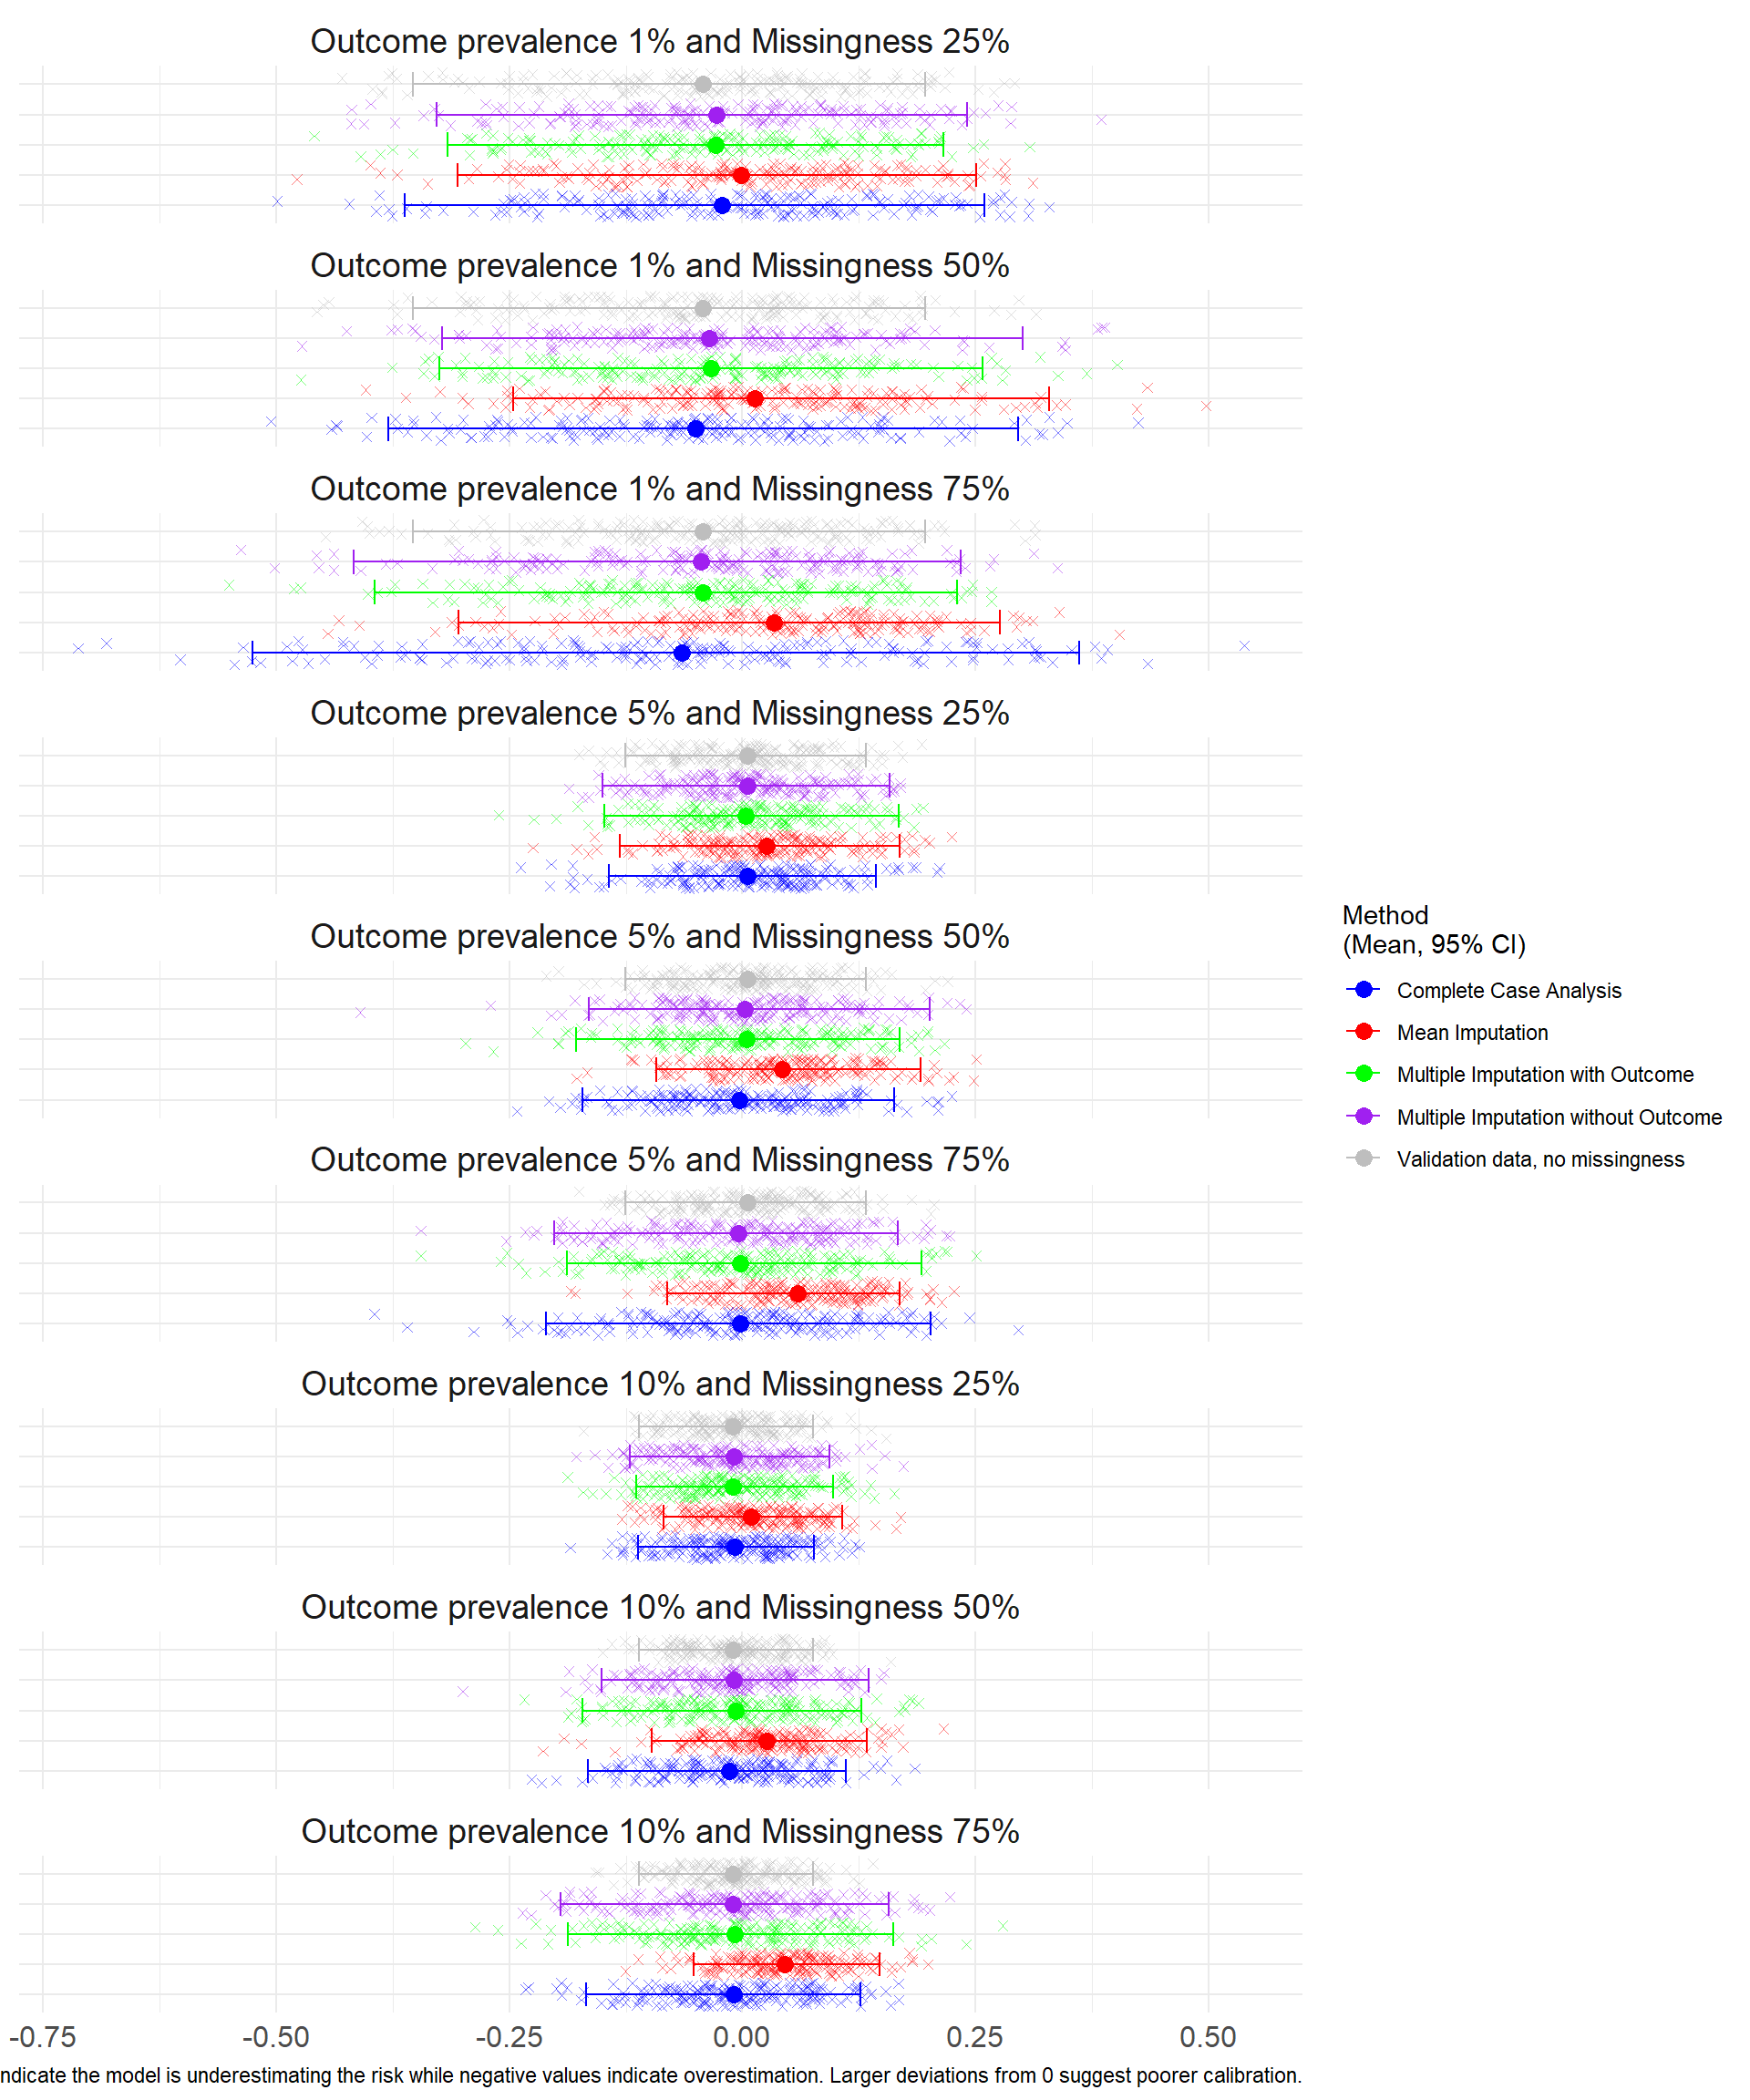 Outcome prevalence 1% and Missingness 25%
Outcome prevalence 1% and Missingness 50%
Outcome prevalence 1% and Missingness 75%
Outcome prevalence 5% and Missingness 25%
Outcome prevalence 5% and Missingness 50%
Outcome prevalence 5% and Missingness 75%
Outcome prevalence 10% and Missingness 25%
Outcome prevalence 10% and Missingness 50%
Outcome prevalence 10% and Missingness 75%
-0.75 -0.50 -0.25 0.00 0.25 0.50
ndicate the model is underestimating the risk while negative values indicate overestimation. Larger deviations from 0 suggest poorer calibration.
Method
(Mean, 95% CI)
Complete Case Analysis
Mean Imputation
Multiple Imputation with Outcome
Multiple Imputation without Outcome
Validation data, no missingness